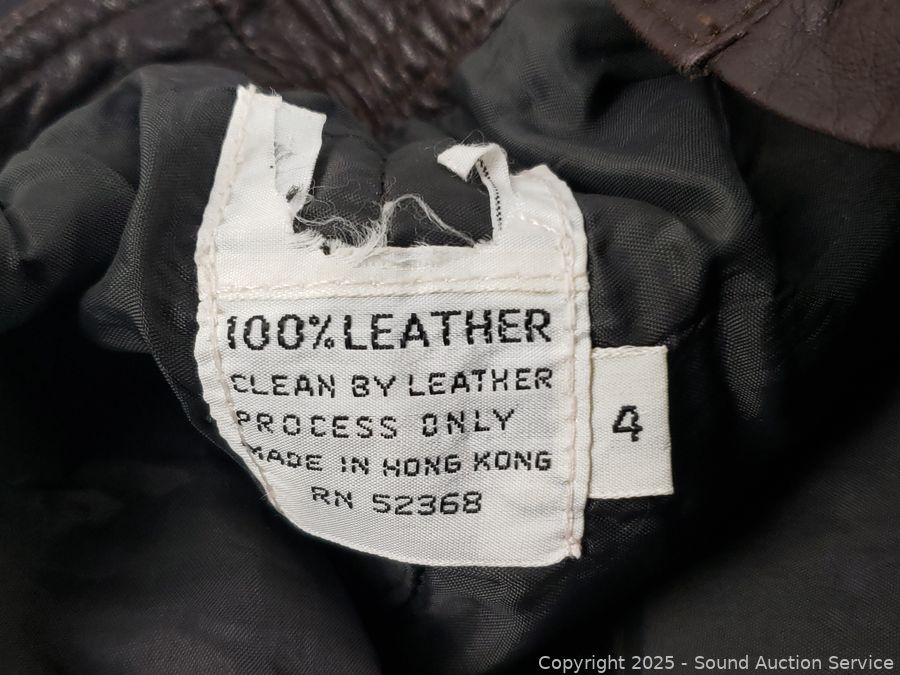 100% LEATHER
CLEAN BY LEATHER
PROCESS ONLY
MADE IN HONG KONG
RN 52368
4
Copyright © 2025 - Sound Auction Service